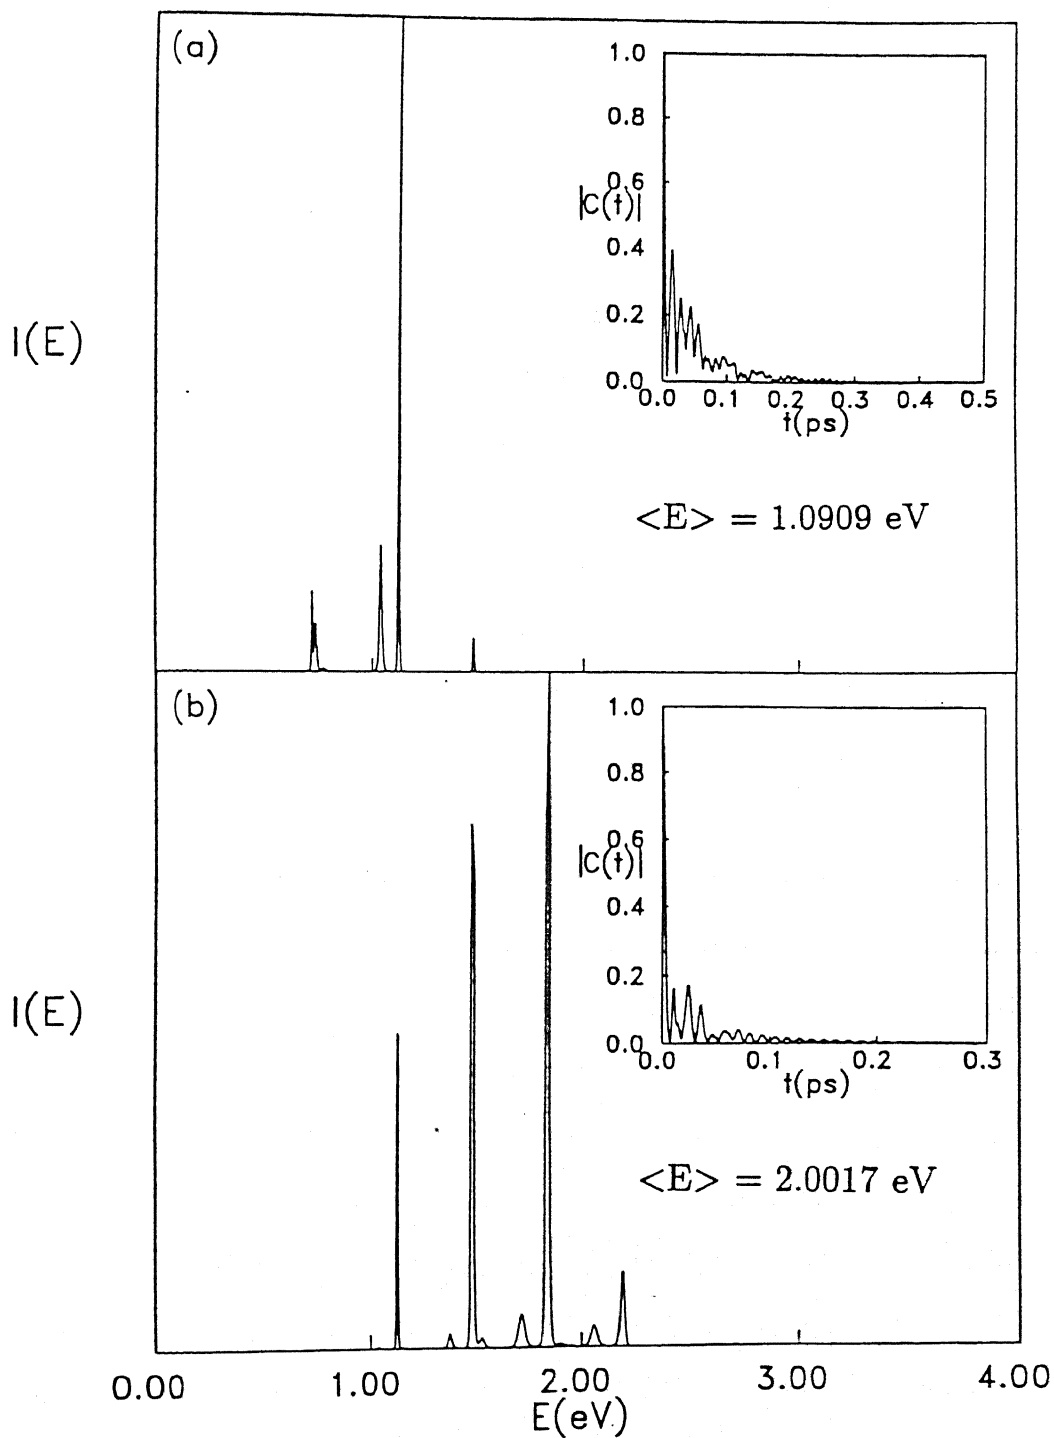 (a)
1.0
0.8
0.6
|C(t)|
0.4
0.2
0.0
0.0 0.1 0.2 0.3 0.4 0.5
t(ps)
I(E)
<E> = 1.0909 eV
(b)
1.0
0.8
0.6
|C(t)|
0.4
0.2
0.0
0.0 0.1 0.2 0.3
t(ps)
I(E)
<E> = 2.0017 eV
0.00 1.00 2.00 3.00 4.00
E(eV)